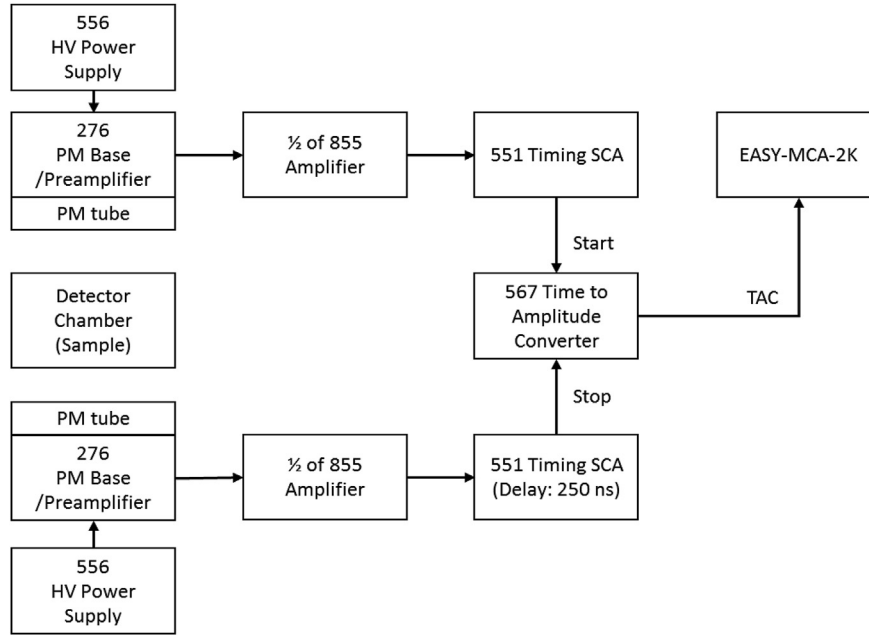 556
HV Power
Supply
276
PM Base
/Preamplifier
PM tube
½ of 855
Amplifier
551 Timing SCA
EASY-MCA-2K
Start
Detector
Chamber
(Sample)
567 Time to
Amplitude
Converter
TAC
Stop
PM tube
276
PM Base
/Preamplifier
½ of 855
Amplifier
551 Timing SCA
(Delay: 250 ns)
556
HV Power
Supply